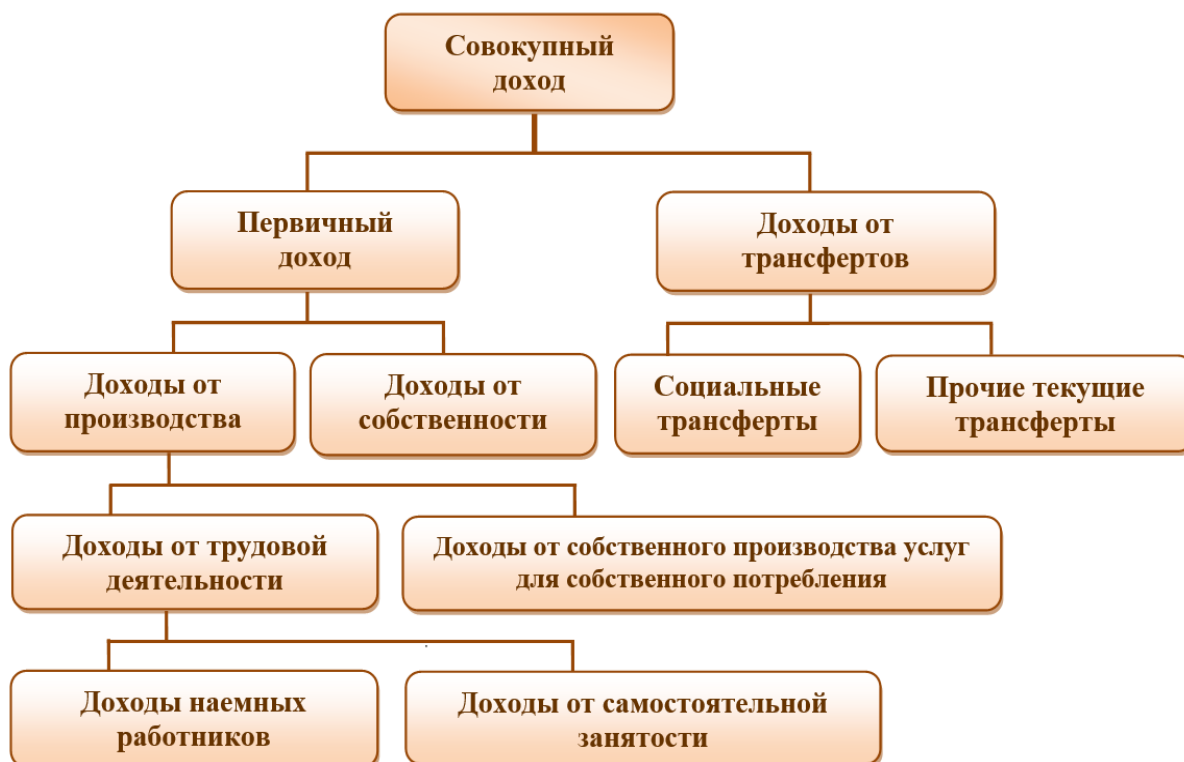 Совокупный
доход
Первичный
доход
Доходы от
трансфертов
Доходы от
производства
Доходы от
собственности
Социальные
трансферты
Прочие текущие
трансферты
Доходы от трудовой
деятельности
Доходы от собственного производства услуг
для собственного потребления
Доходы наемных
работников
Доходы от самостоятельной
занятости